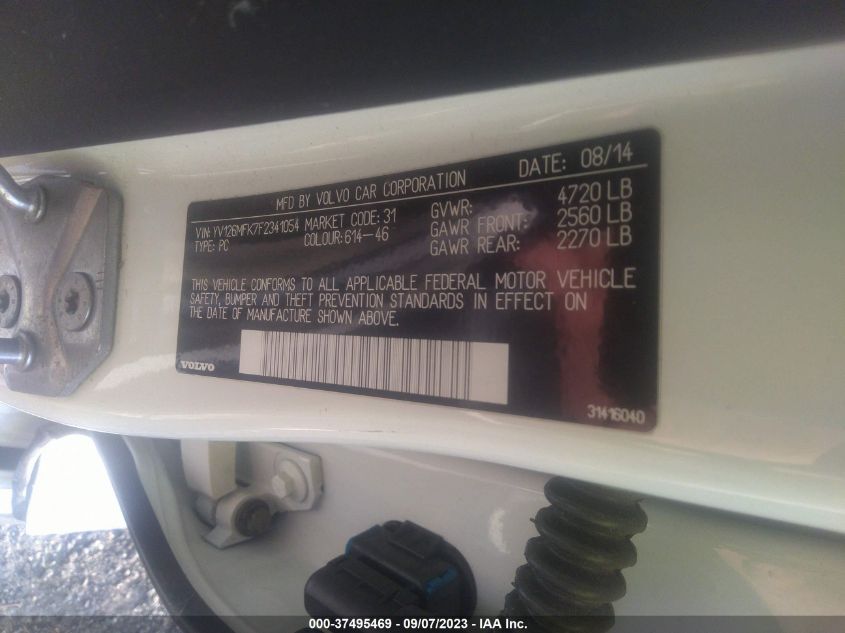 MFD BY VOLVO CAR CORPORATION DATE: 08/14
VIN: YV126MFK7F2341054 MARKET CODE: 31 GVWR: 4720 LB
TYPE: PC COLOUR: 614-46 GAWR FRONT: 2560 LB
GAWR REAR: 2270 LB
THIS VEHICLE CONFORMS TO ALL APPLICABLE FEDERAL MOTOR VEHICLE
SAFETY, BUMPER AND THEFT PREVENTION STANDARDS IN EFFECT ON
THE DATE OF MANUFACTURE SHOWN ABOVE.
VOLVO
31416040
000-37495469 - 09/07/2023 - IAA Inc.